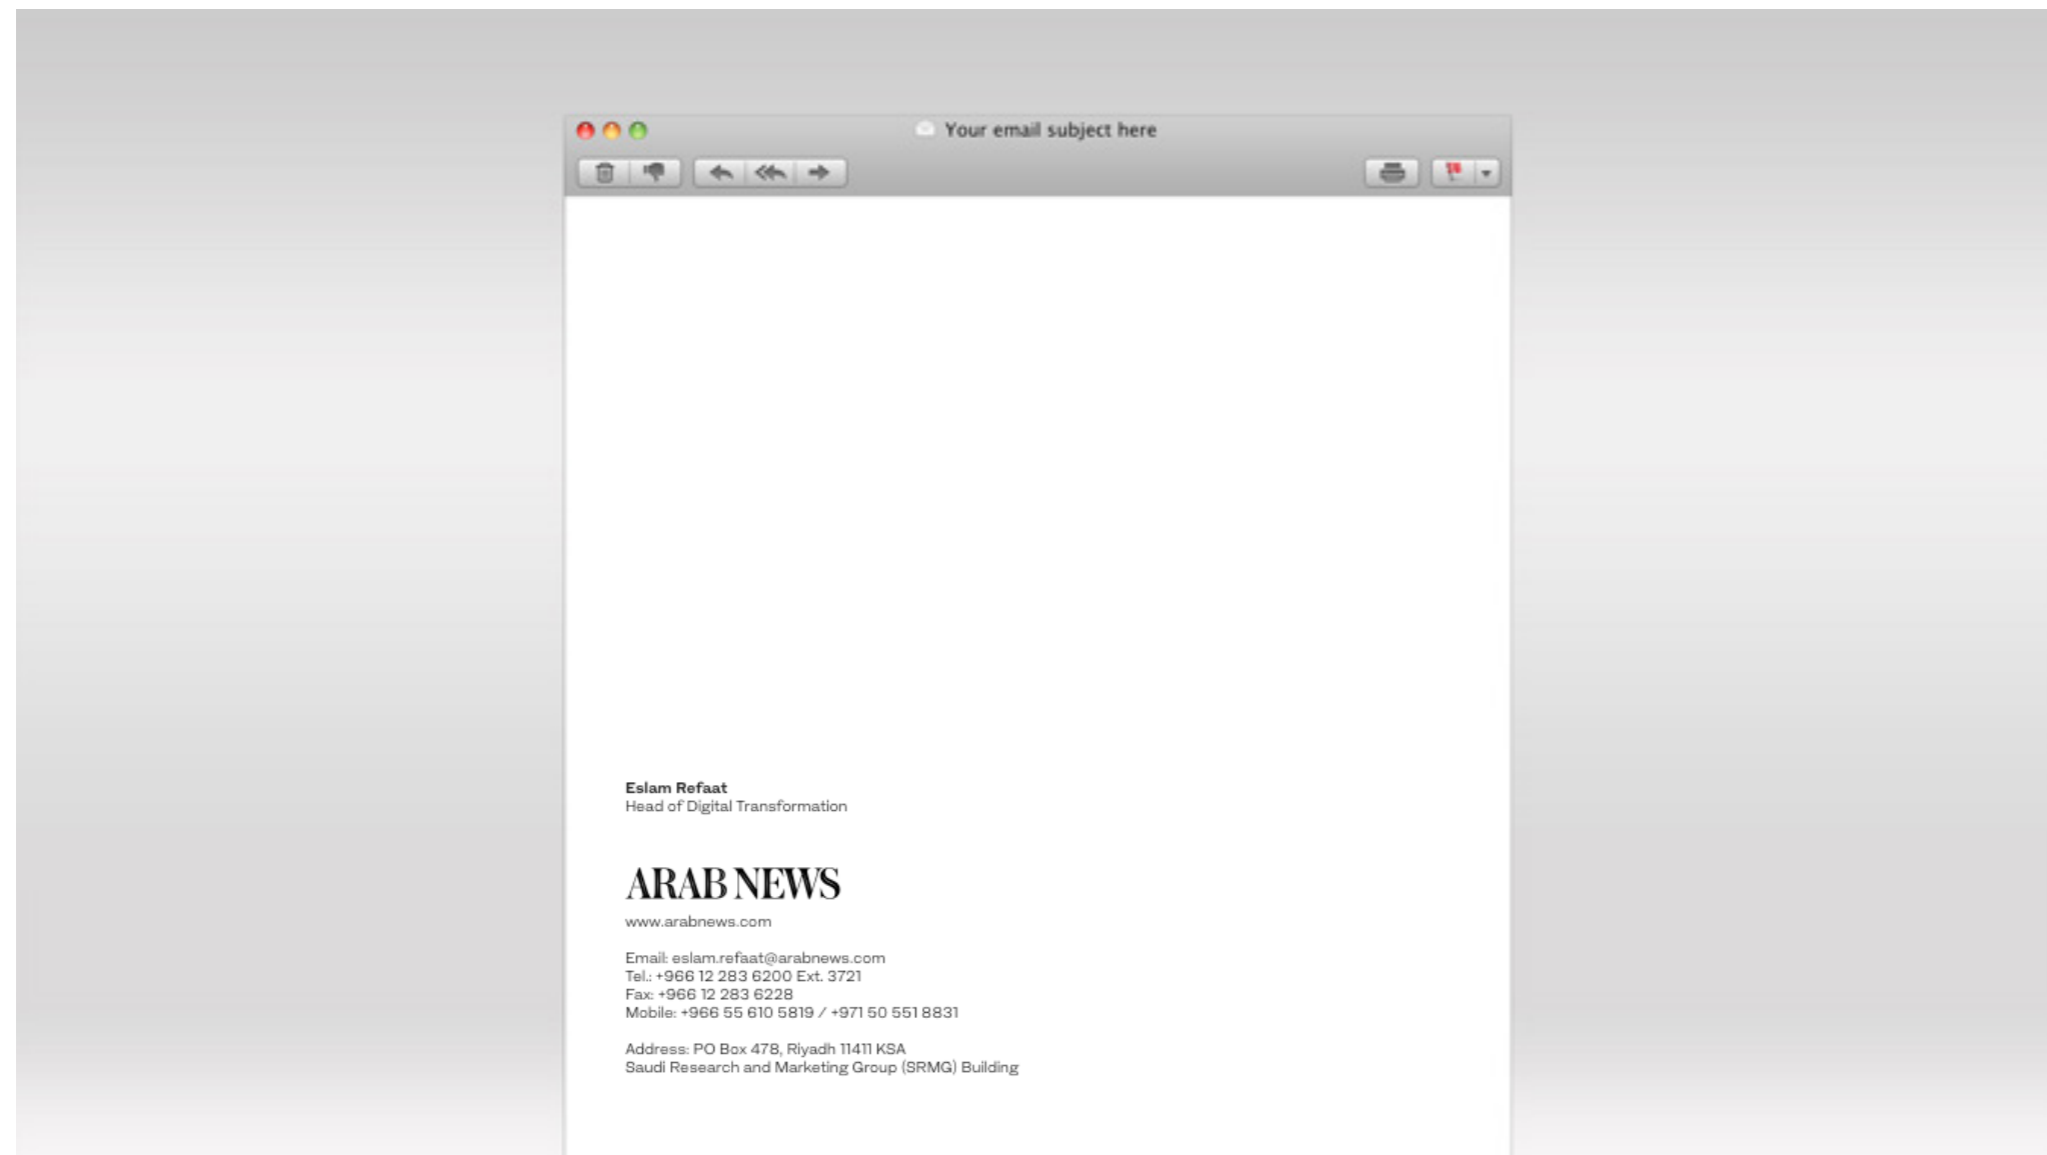 Your email subject here
Eslam Refaat
Head of Digital Transformation
ARAB NEWS
www.arabnews.com
Email: eslam.refaat@arabnews.com
Tel.: +966 12 283 6200 Ext. 3721
Fax: +966 12 283 6228
Mobile: +966 55 610 5819 / +971 50 551 8831
Address: PO Box 478, Riyadh 11411 KSA
Saudi Research and Marketing Group (SRMG) Building